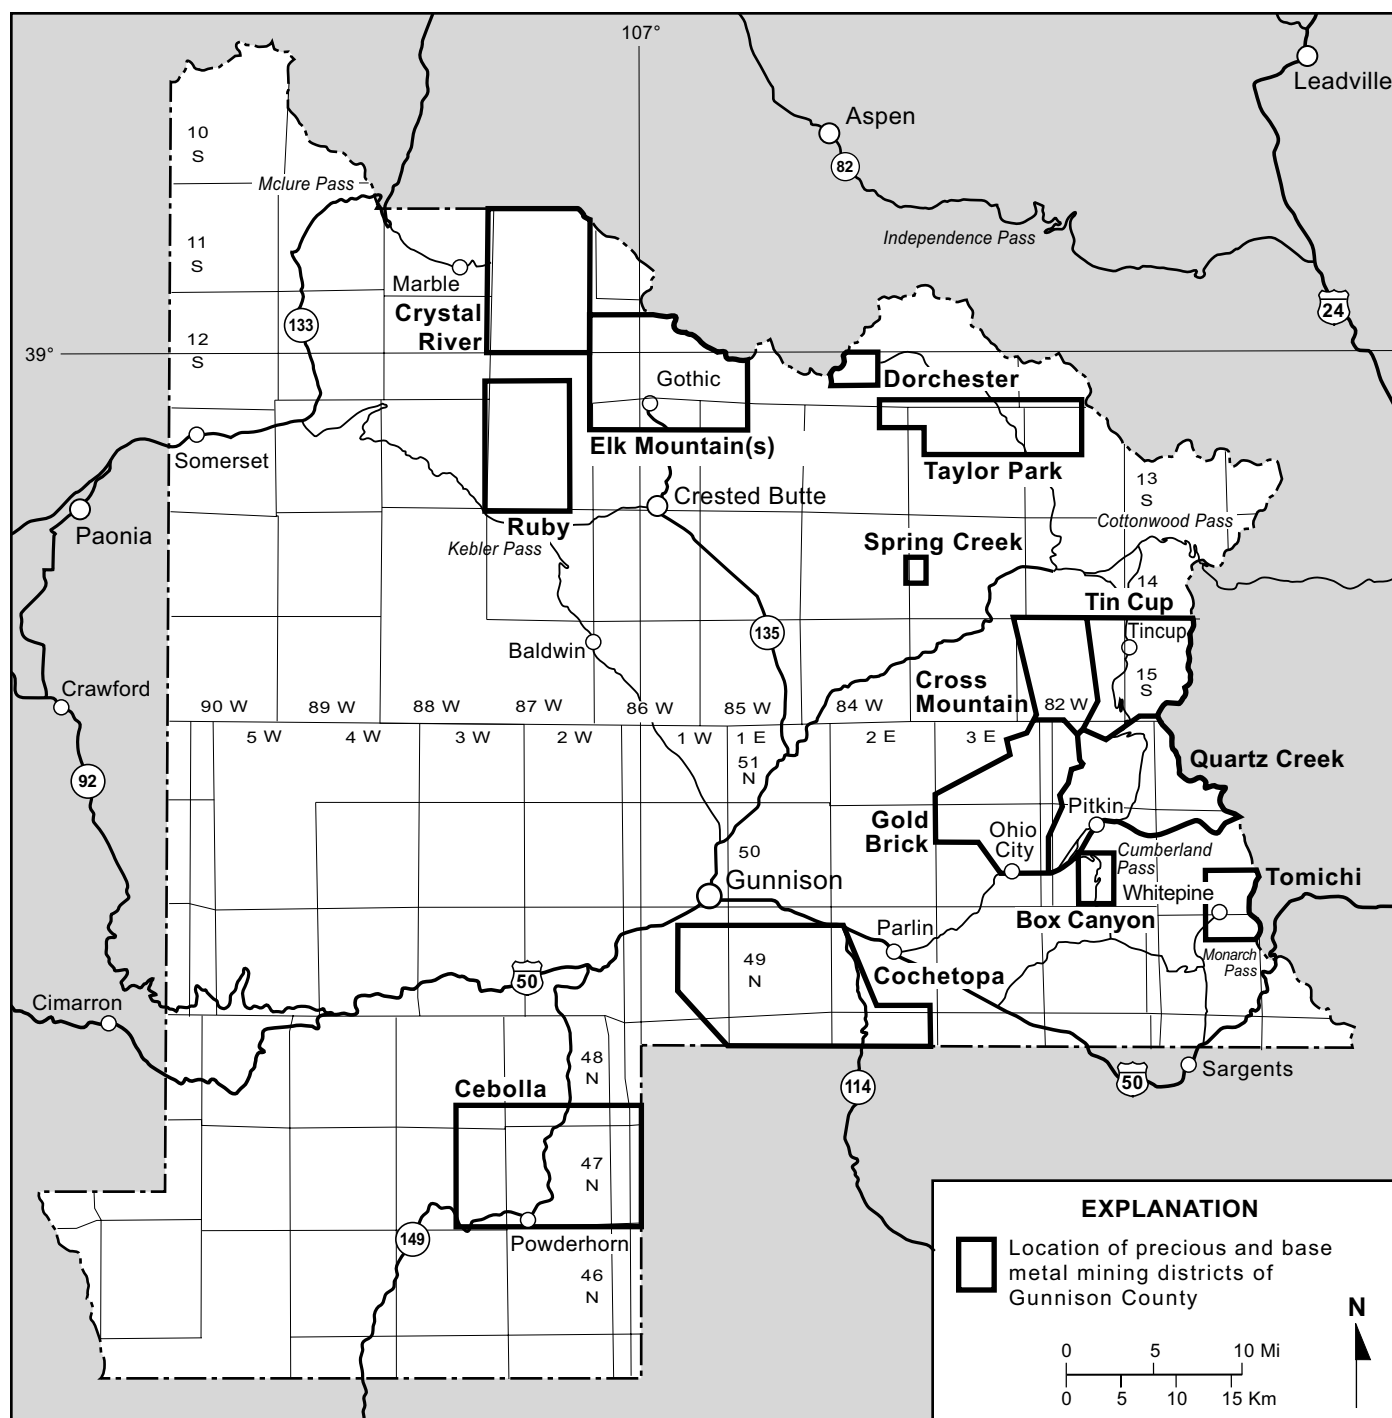 107°
Leadville
Aspen
82
10
S
Mclure Pass
Independence Pass
11
S
Marble
24
Crystal
River
133
12
S
39°
Gothic
Dorchester
Elk Mountain(s)
Somerset
Taylor Park
13
S
Crested Butte
Cottonwood Pass
Paonia
Ruby
Kebler Pass
Spring Creek
14
Tin Cup
135
Tincup
Baldwin
Cross
Mountain
15
S
Crawford
90 W
89 W
88 W
87 W
86 W
85 W
84 W
82 W
5 W
4 W
3 W
2 W
1 W
1 E
2 E
3 E
51
N
Quartz Creek
92
Pitkin
Gold
Brick
Ohio
City
50
Cumberland
Pass
Gunnison
Whitepine
Tomichi
Box Canyon
Parlin
49
N
Monarch
Pass
Cochetopa
50
Cimarron
48
N
Sargents
50
114
Cebolla
47
N
149
Powderhorn
46
N
EXPLANATION
Location of precious and base
metal mining districts of
Gunnison County
N
0 5 10 Mi
0 5 10 15 Km